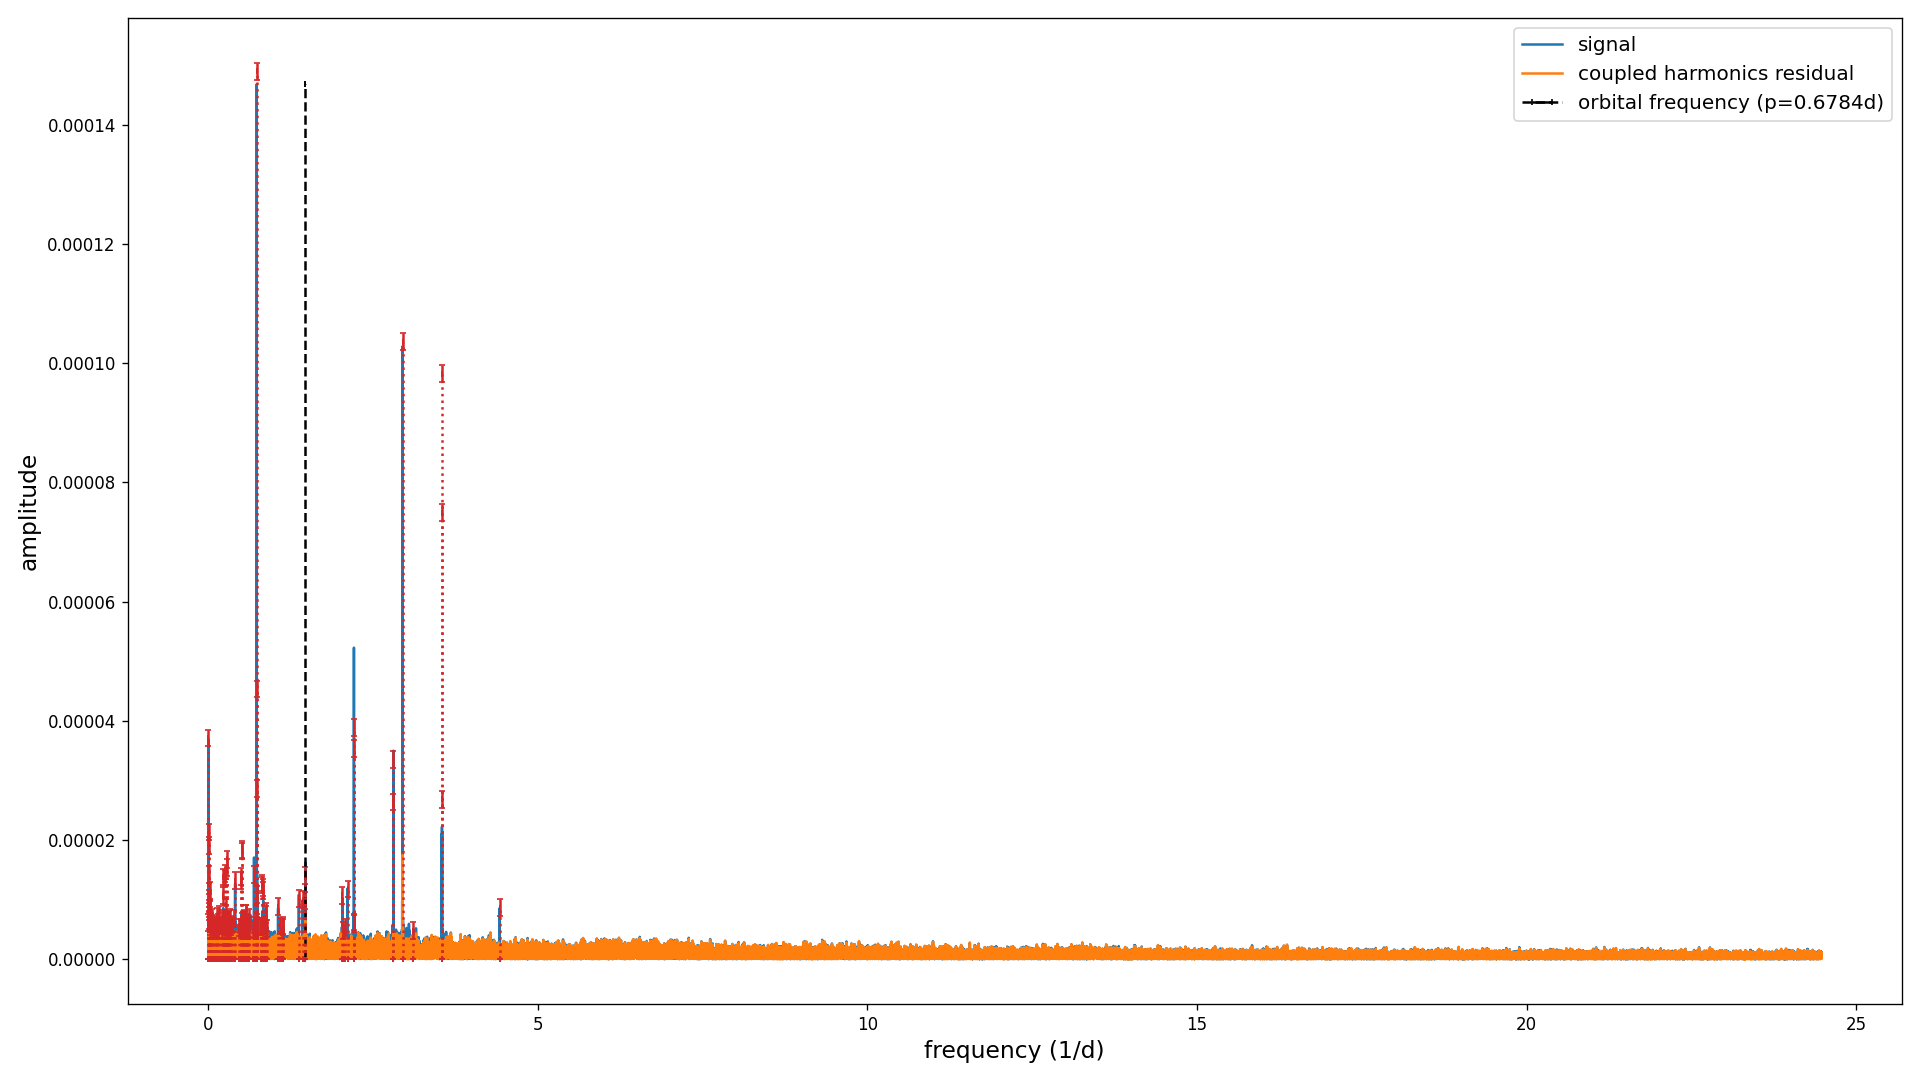 signal
coupled harmonics residual
orbital frequency (p=0.6784d)
amplitude
0.00014
0.00012
0.00010
0.00008
0.00006
0.00004
0.00002
0.00000
0 5 10 15 20 25
frequency (1/d)